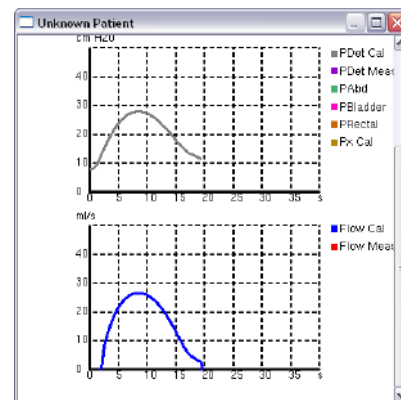 Unknown Patient
cm H2O
40
30
20
10
0
0 5 10 15 20 25 30 35 s
PDet Cal
PDet Meas
PAbd
PBladder
PRectal
Px Cal
ml/s
40
30
20
10
0
0 5 10 15 20 25 30 35 s
Flow Cal
Flow Meas